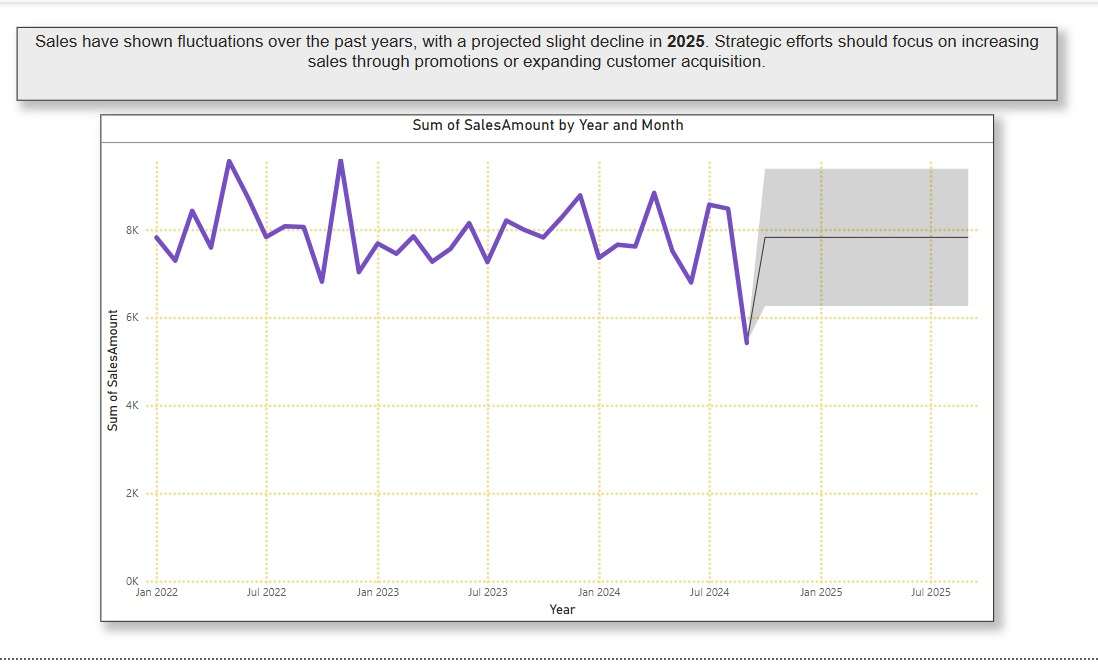 Sales have shown fluctuations over the past years, with a projected slight decline in 2025. Strategic efforts should focus on increasing
sales through promotions or expanding customer acquisition.
Sum of SalesAmount by Year and Month
Sum of SalesAmount
8K
6K
4K
2K
0K
Jan 2022 Jul 2022 Jan 2023 Jul 2023 Jan 2024 Jul 2024 Jan 2025 Jul 2025
Year